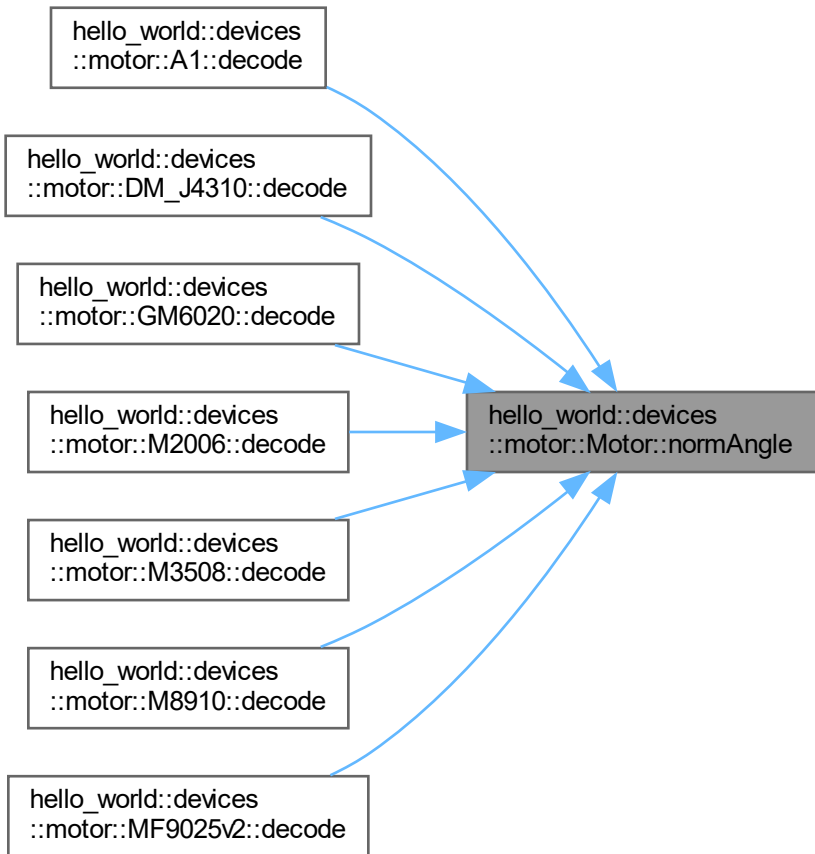 hello_world::devices
::motor::A1::decode
hello_world::devices
::motor::DM_J4310::decode
hello_world::devices
::motor::GM6020::decode
hello_world::devices
::motor::M2006::decode
hello_world::devices
::motor::Motor::normAngle
hello_world::devices
::motor::M3508::decode
hello_world::devices
::motor::M8910::decode
hello_world::devices
::motor::MF9025v2::decode